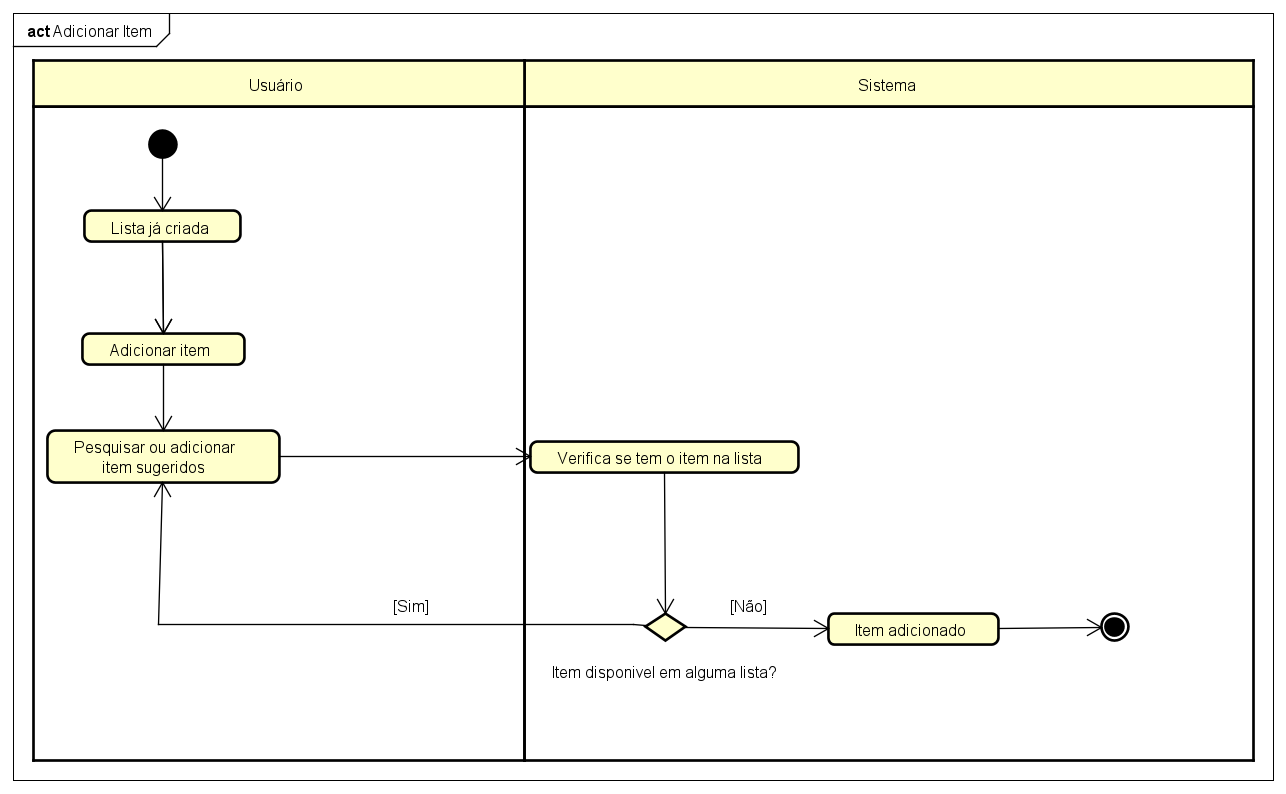 act Adicionar Item
Usuário
Sistema
Lista já criada
Adicionar item
Pesquisar ou adicionar
item sugeridos
Verifica se tem o item na lista
[Sim]
[Não]
Item adicionado
Item disponivel em alguma lista?